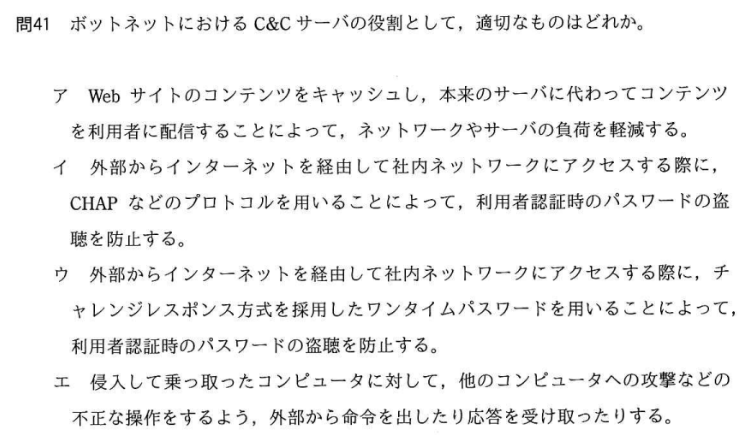 問41 ボットネットにおける C&C サーバの役割として，適切なものはどれか。
ア Web サイトのコンテンツをキャッシュし，本来のサーバに代わってコンテンツ
を利用者に配信することによって，ネットワークやサーバの負荷を軽減する。
イ 外部からインターネットを経由して社内ネットワークにアクセスする際に，
CHAP などのプロトコルを用いることによって，利用者認証時のパスワードの盗
聴を防止する。
ウ 外部からインターネットを経由して社内ネットワークにアクセスする際に，チ
ャレンジレスポンス方式を採用したワンタイムパスワードを用いることによって，
利用者認証時のパスワードの盗聴を防止する。
エ 侵入して乗っ取ったコンピュータに対して，他のコンピュータへの攻撃などの
不正な操作をするよう，外部から命令を出したり応答を受け取ったりする。